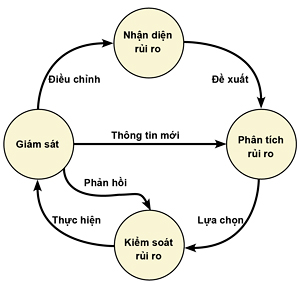 Nhận diện
rủi ro
Điều chỉnh
Đề xuất
Giám sát
Thông tin mới
Phân tích
rủi ro
Phản hồi
Thực hiện
Lựa chọn
Kiểm soát
rủi ro